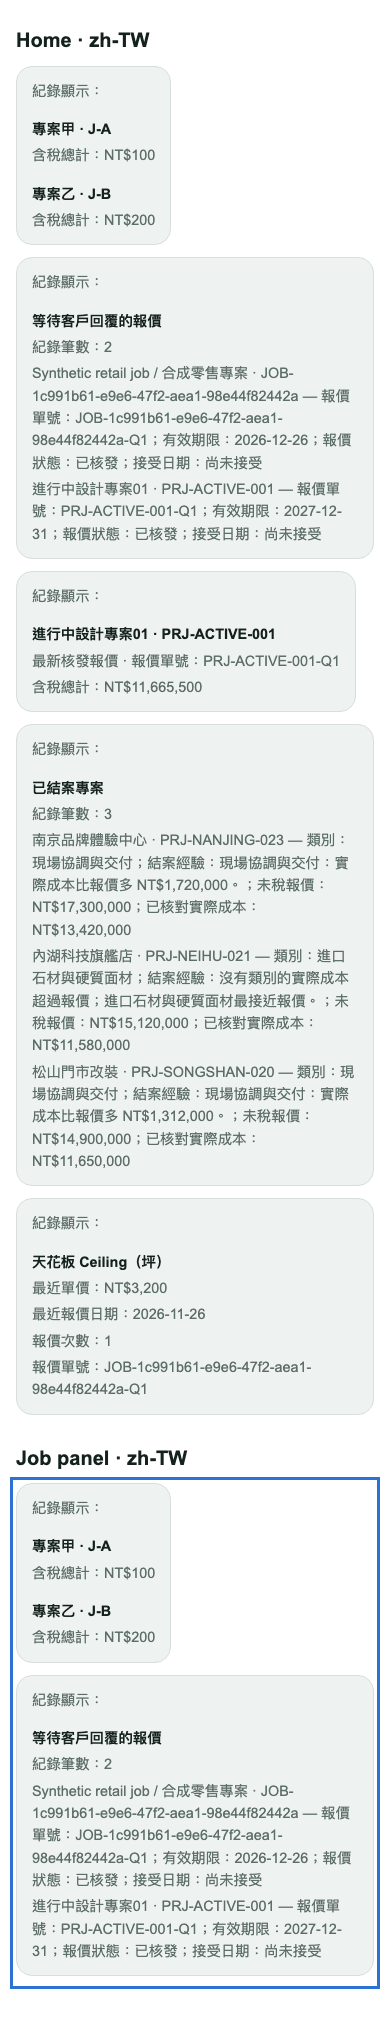 Home · zh-TW
紀錄顯示：
專案甲 · J-A
含稅總計：NT$100
專案乙 · J-B
含稅總計：NT$200
紀錄顯示：
等待客戶回覆的報價
紀錄筆數：2
Synthetic retail job / 合成零售專案 · JOB-
1c991b61-e9e6-47f2-aea1-98e44f82442a — 報價
單號：JOB-1c991b61-e9e6-47f2-aea1-
98e44f82442a-Q1；有效期限：2026-12-26；報價
狀態：已核發；接受日期：尚未接受
進行中設計專案01 · PRJ-ACTIVE-001 — 報價單
號：PRJ-ACTIVE-001-Q1；有效期限：2027-12-
31；報價狀態：已核發；接受日期：尚未接受
紀錄顯示：
進行中設計專案01 · PRJ-ACTIVE-001
最新核發報價 · 報價單號：PRJ-ACTIVE-001-Q1
含稅總計：NT$11,665,500
紀錄顯示：
已結案專案
紀錄筆數：3
南京品牌體驗中心 · PRJ-NANJING-023 — 類別：
現場協調與交付；結案經驗：現場協調與交付：實
際成本比報價多 NT$1,720,000。；未稅報價：
NT$17,300,000；已核對實際成本：
NT$13,420,000
內湖科技旗艦店 · PRJ-NEIHU-021 — 類別：進口
石材與硬質面材；結案經驗：沒有類別的實際成本
超過報價；進口石材與硬質面材最接近報價。；未
稅報價：NT$15,120,000；已核對實際成本：
NT$11,580,000
松山門市改裝 · PRJ-SONGSHAN-020 — 類別：現
場協調與交付；結案經驗：現場協調與交付：實際
成本比報價多 NT$1,312,000。；未稅報價：
NT$14,900,000；已核對實際成本：
NT$11,650,000
紀錄顯示：
天花板 Ceiling（坪）
最近單價：NT$3,200
最近報價日期：2026-11-26
報價次數：1
報價單號：JOB-1c991b61-e9e6-47f2-aea1-
98e44f82442a-Q1
Job panel · zh-TW
紀錄顯示：
專案甲 · J-A
含稅總計：NT$100
專案乙 · J-B
含稅總計：NT$200
紀錄顯示：
等待客戶回覆的報價
紀錄筆數：2
Synthetic retail job / 合成零售專案 · JOB-
1c991b61-e9e6-47f2-aea1-98e44f82442a — 報價
單號：JOB-1c991b61-e9e6-47f2-aea1-
98e44f82442a-Q1；有效期限：2026-12-26；報價
狀態：已核發；接受日期：尚未接受
進行中設計專案01 · PRJ-ACTIVE-001 — 報價單
號：PRJ-ACTIVE-001-Q1；有效期限：2027-12-
31；報價狀態：已核發；接受日期：尚未接受